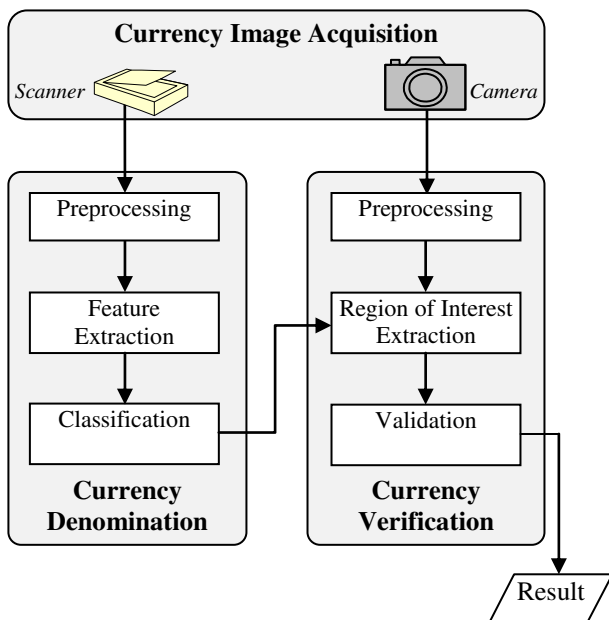 Currency Image Acquisition
Scanner
Camera
Preprocessing
Feature
Extraction
Classification
Currency
Denomination
Preprocessing
Region of Interest
Extraction
Validation
Currency
Verification
Result